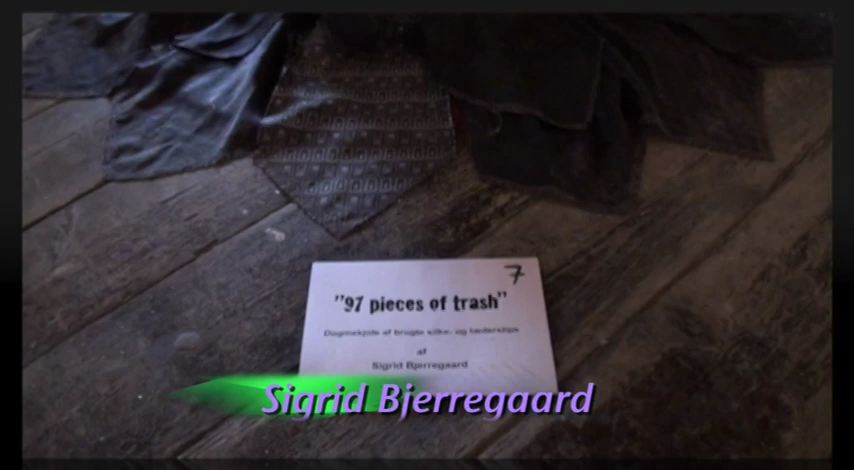 7
"97 pieces of trash"
Dogmekjole af brugte silke- og læderslips
af
Sigrid Bjerregaard
Sigrid Bjerregaard